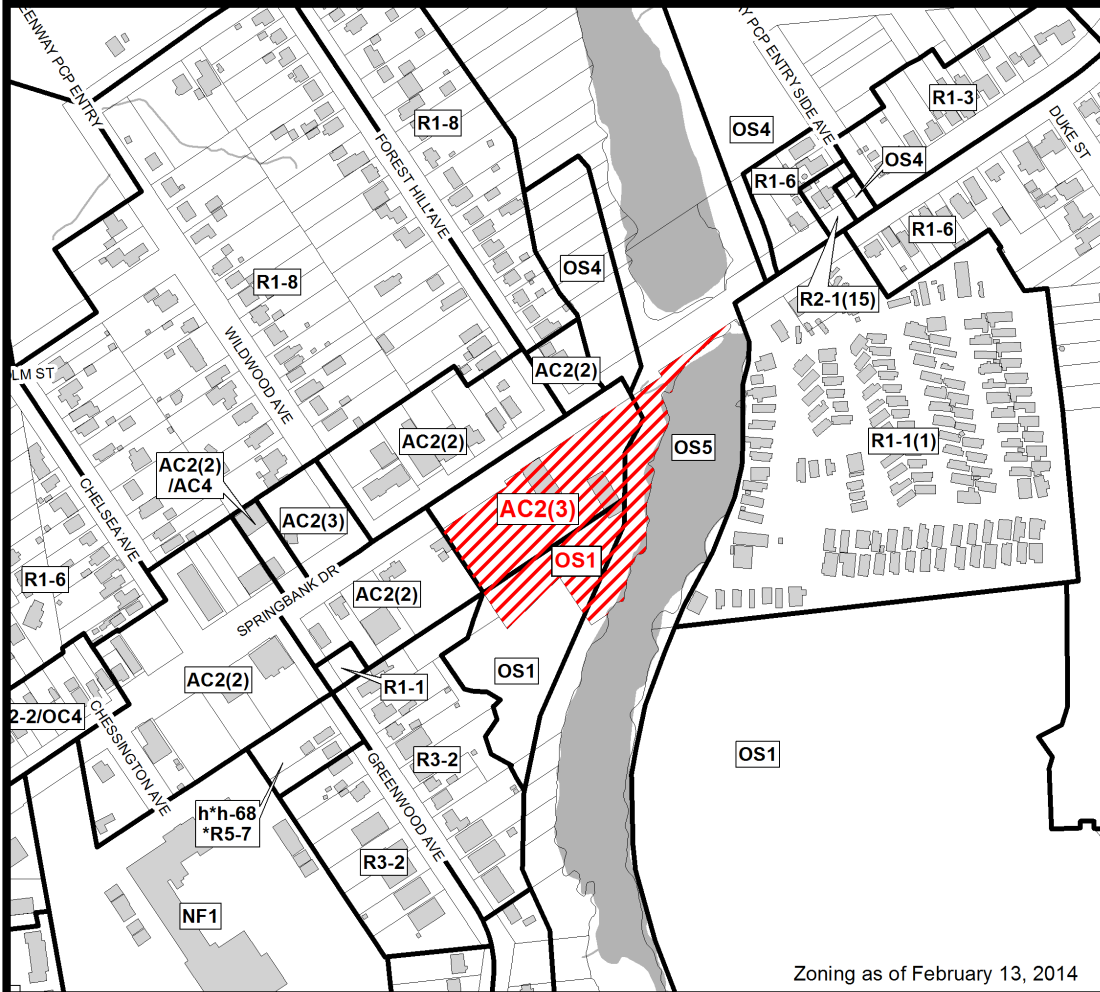 EENWAY PCP ENTRY
AY PCP ENTRY SIDE AVE
R1-3
R1-8
OS4
DUKE ST
FOREST HILL AVE
OS4
R1-6
R1-6
OS4
R1-8
R2-1(15)
WILDWOOD AVE
LM ST
AC2(2)
AC2(2)
OS5
R1-1(1)
AC2(2)
/AC4
CHELSEA AVE
AC2(3)
AC2(3)
OS1
R1-6
AC2(2)
SPRINGBANK DR
OS1
AC2(2)
R1-1
2-2/OC4
CHESSINGTON AVE
R3-2
OS1
GREENWOOD AVE
h*h-68
*R5-7
R3-2
NF1
Zoning as of February 13, 2014